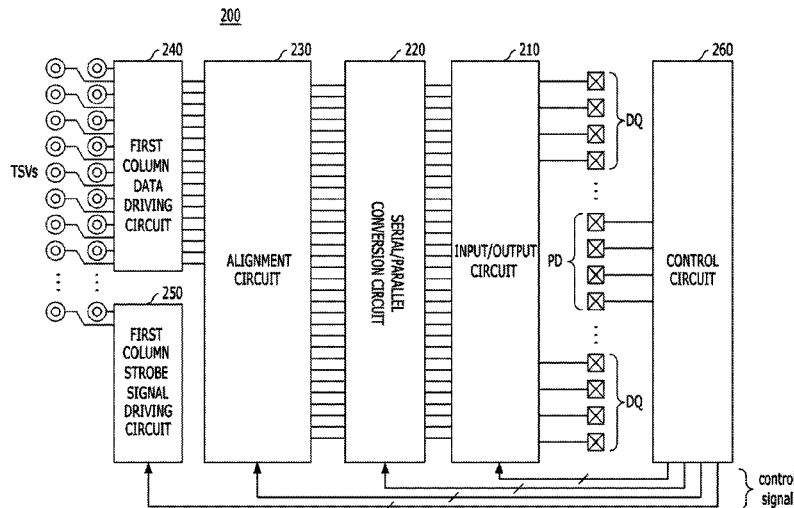 200
240
230
220
210
260
TSVs
FIRST
COLUMN
DATA
DRIVING
CIRCUIT
250
FIRST
COLUMN
STROBE
SIGNAL
DRIVING
CIRCUIT
ALIGNMENT
CIRCUIT
SERIAL/PARALLEL
CONVERSION CIRCUIT
INPUT/OUTPUT
CIRCUIT
DQ
PD
DQ
CONTROL
CIRCUIT
control
signal